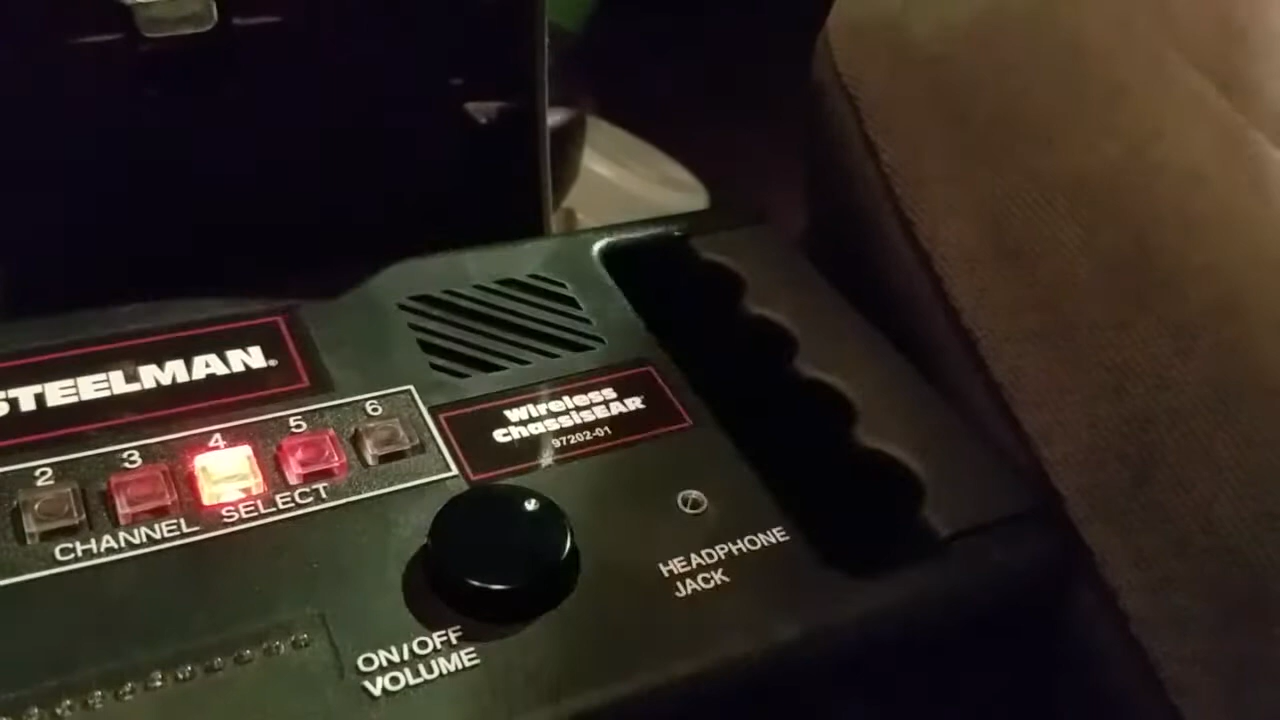 STEELMAN®
Wireless
ChassisEAR
97202-01
2 3 4 5 6
CHANNEL SELECT
HEADPHONE
JACK
ON/OFF
VOLUME